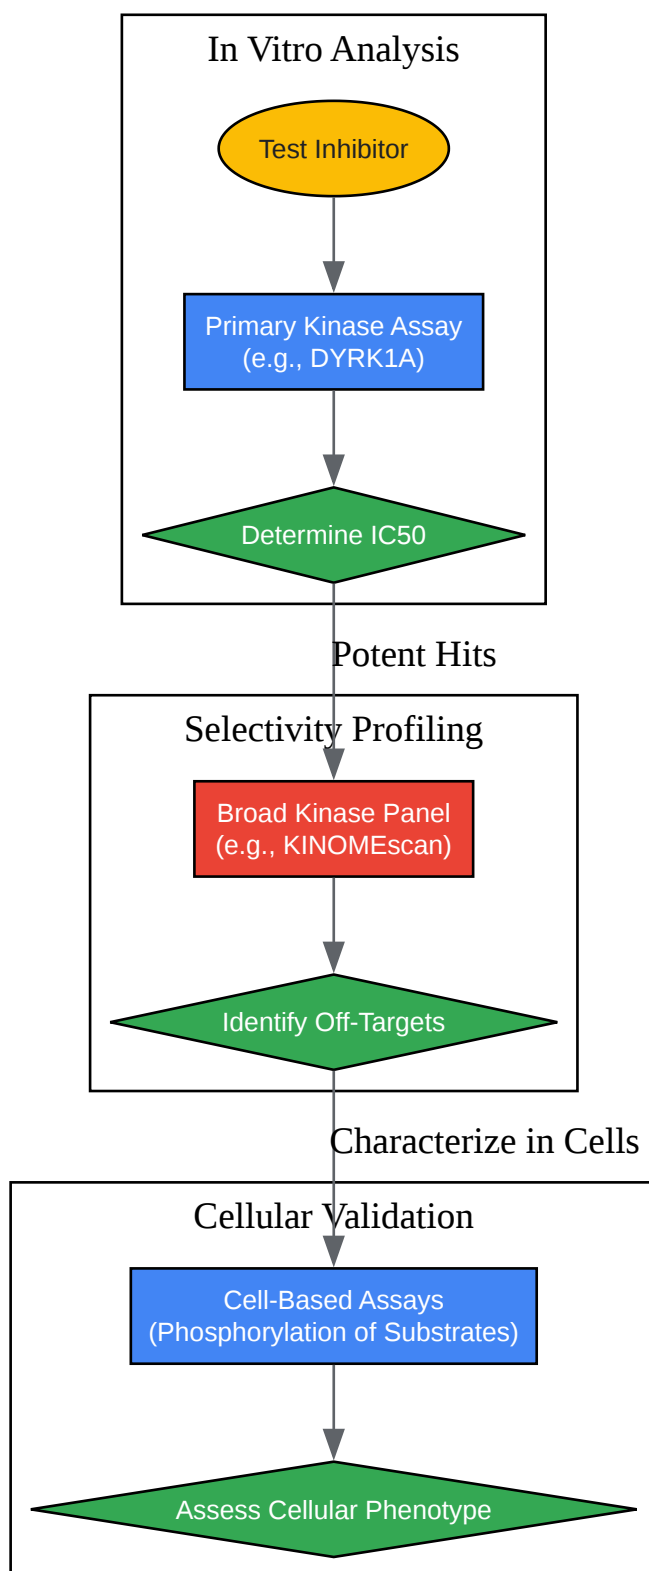 In Vitro Analysis
Test Inhibitor
Primary Kinase Assay
(e.g., DYRK1A)
Determine IC50
Potent Hits
Selectivity Profiling
Broad Kinase Panel
(e.g., KINOMEscan)
Identify Off-Targets
Characterize in Cells
Cellular Validation
Cell-Based Assays
(Phosphorylation of Substrates)
Assess Cellular Phenotype